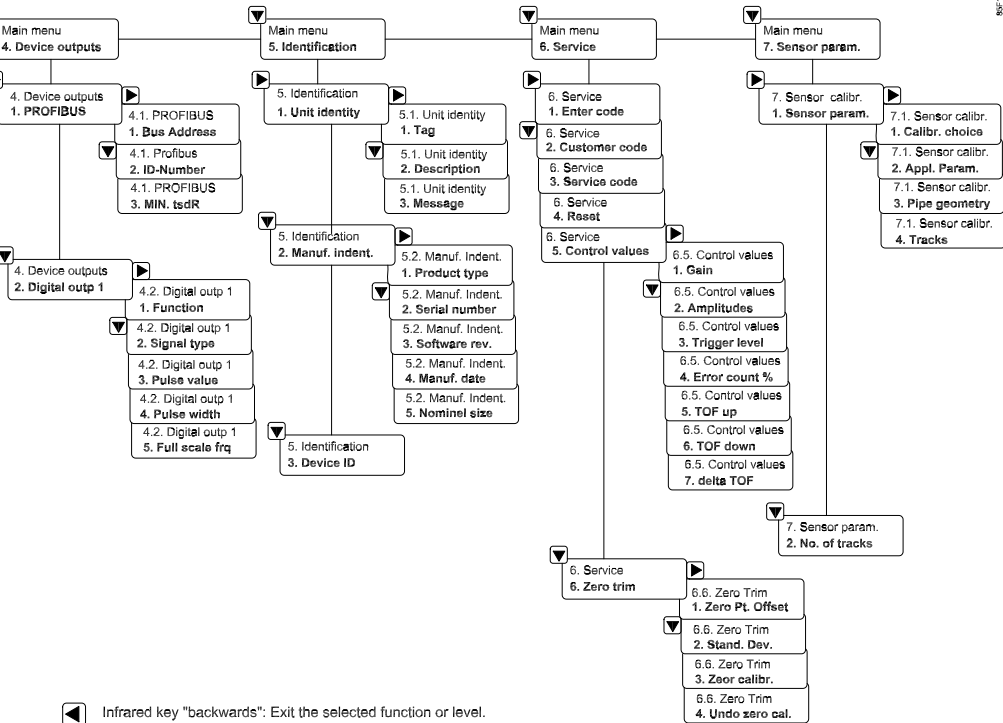 Main menu
4. Device outputs
Main menu
5. Identification
Main menu
6. Service
Main menu
7. Sensor param.
4. Device outputs
1. PROFIBUS
4.1. PROFIBUS
1. Bus Address
4.1. Profibus
2. ID-Number
4.1. PROFIBUS
3. MIN. tsdR
4. Device outputs
2. Digital outp 1
4.2. Digital outp 1
1. Function
4.2. Digital outp 1
2. Signal type
4.2. Digital outp 1
3. Pulse value
4.2. Digital outp 1
4. Pulse width
4.2. Digital outp 1
5. Full scale frq
5. Identification
1. Unit identity
5.1. Unit identity
1. Tag
5.1. Unit identity
2. Description
5.1. Unit identity
3. Message
5. Identification
2. Manuf. indent.
5.2. Manuf. Indent.
1. Product type
5.2. Manuf. Indent.
2. Serial number
5.2. Manuf. Indent.
3. Software rev.
5.2. Manuf. Indent.
4. Manuf. date
5.2. Manuf. Indent.
5. Nominel size
5. Identification
3. Device ID
6. Service
1. Enter code
6. Service
2. Customer code
6. Service
3. Service code
6. Service
4. Reset
6. Service
5. Control values
6.5. Control values
1. Gain
6.5. Control values
2. Amplitudes
6.5. Control values
3. Trigger level
6.5. Control values
4. Error count %
6.5. Control values
5. TOF up
6.5. Control values
6. TOF down
6.5. Control values
7. delta TOF
6. Service
6. Zero trim
6.6. Zero Trim
1. Zero Pt. Offset
6.6. Zero Trim
2. Stand. Dev.
6.6. Zero Trim
3. Zeor calibr.
6.6. Zero Trim
4. Undo zero cal.
7. Sensor calibr.
1. Sensor param.
7.1. Sensor calibr.
1. Calibr. choice
7.1. Sensor calibr.
2. Appl. Param.
7.1. Sensor calibr.
3. Pipe geometry
7.1. Sensor calibr.
4. Tracks
7. Sensor param.
2. No. of tracks
Infrared key "backwards": Exit the selected function or level.